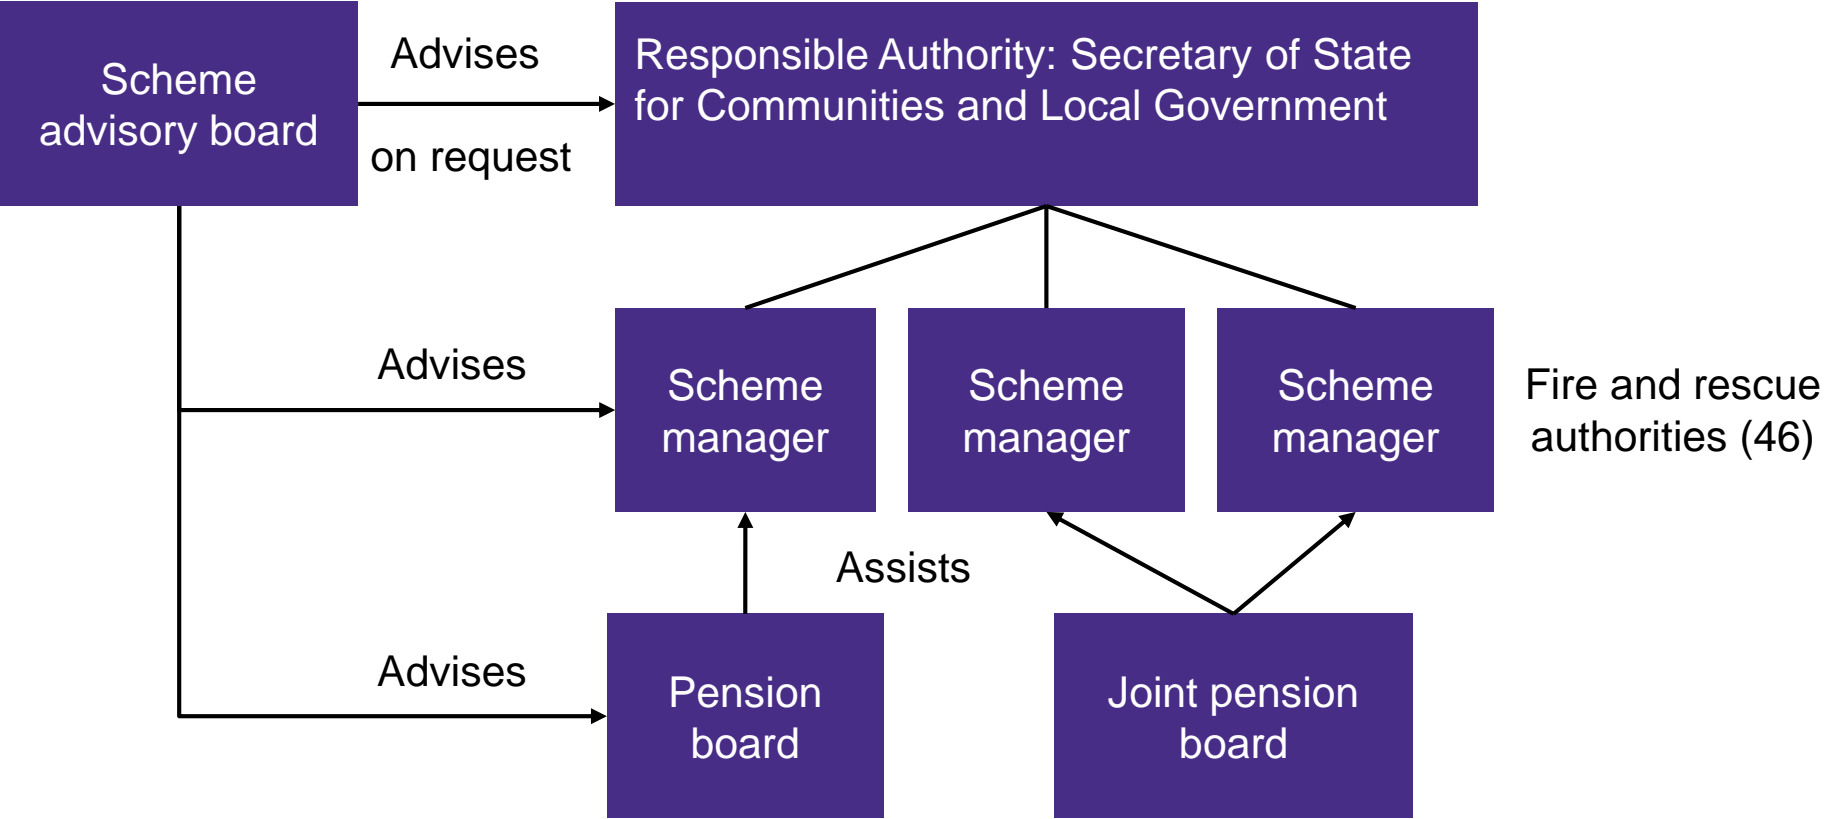 Scheme
advisory board
Advises
on request
Responsible Authority: Secretary of State
for Communities and Local Government
Advises
Scheme
manager
Scheme
manager
Scheme
manager
Fire and rescue
authorities (46)
Assists
Advises
Pension
board
Joint pension
board